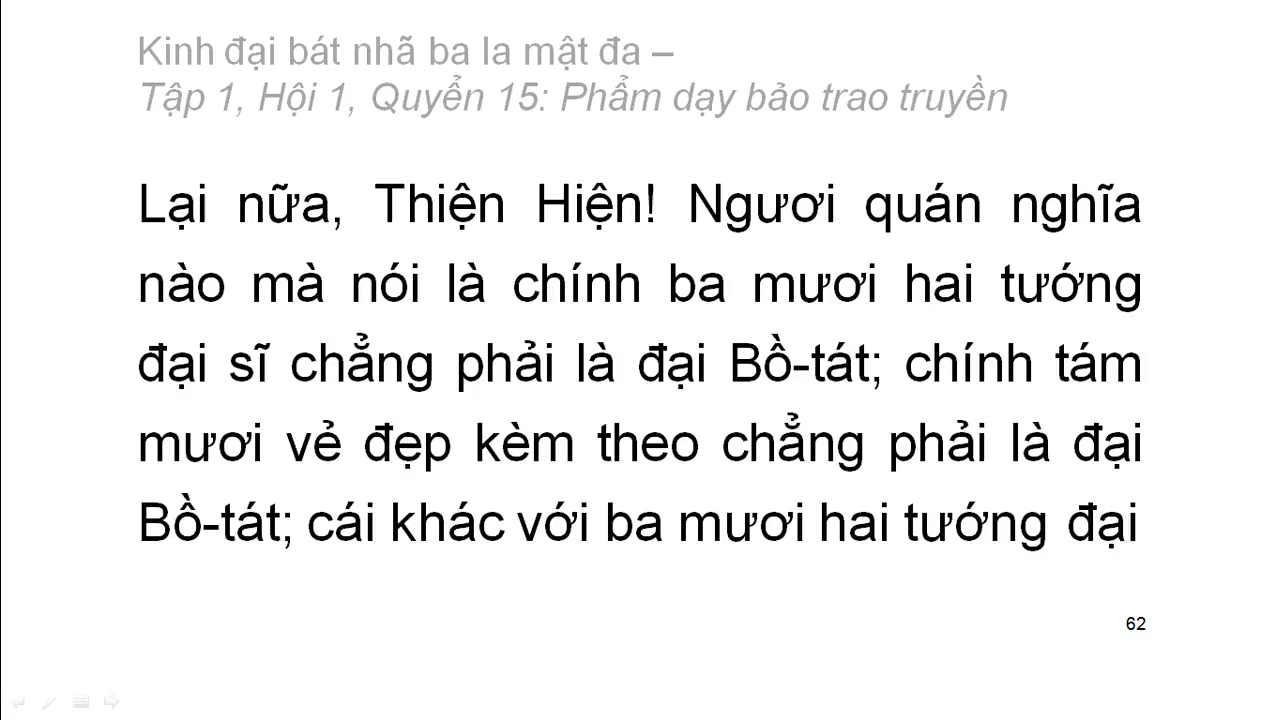 Kinh đại bát nhã ba la mật đa –
Tập 1, Hội 1, Quyển 15: Phẩm dạy bảo trao truyền
Lại nữa, Thiện Hiện! Ngươi quán nghĩa
nào mà nói là chính ba mươi hai tướng
đại sĩ chẳng phải là đại Bồ-tát; chính tám
mươi vẻ đẹp kèm theo chẳng phải là đại
Bồ-tát; cái khác với ba mươi hai tướng đại
62